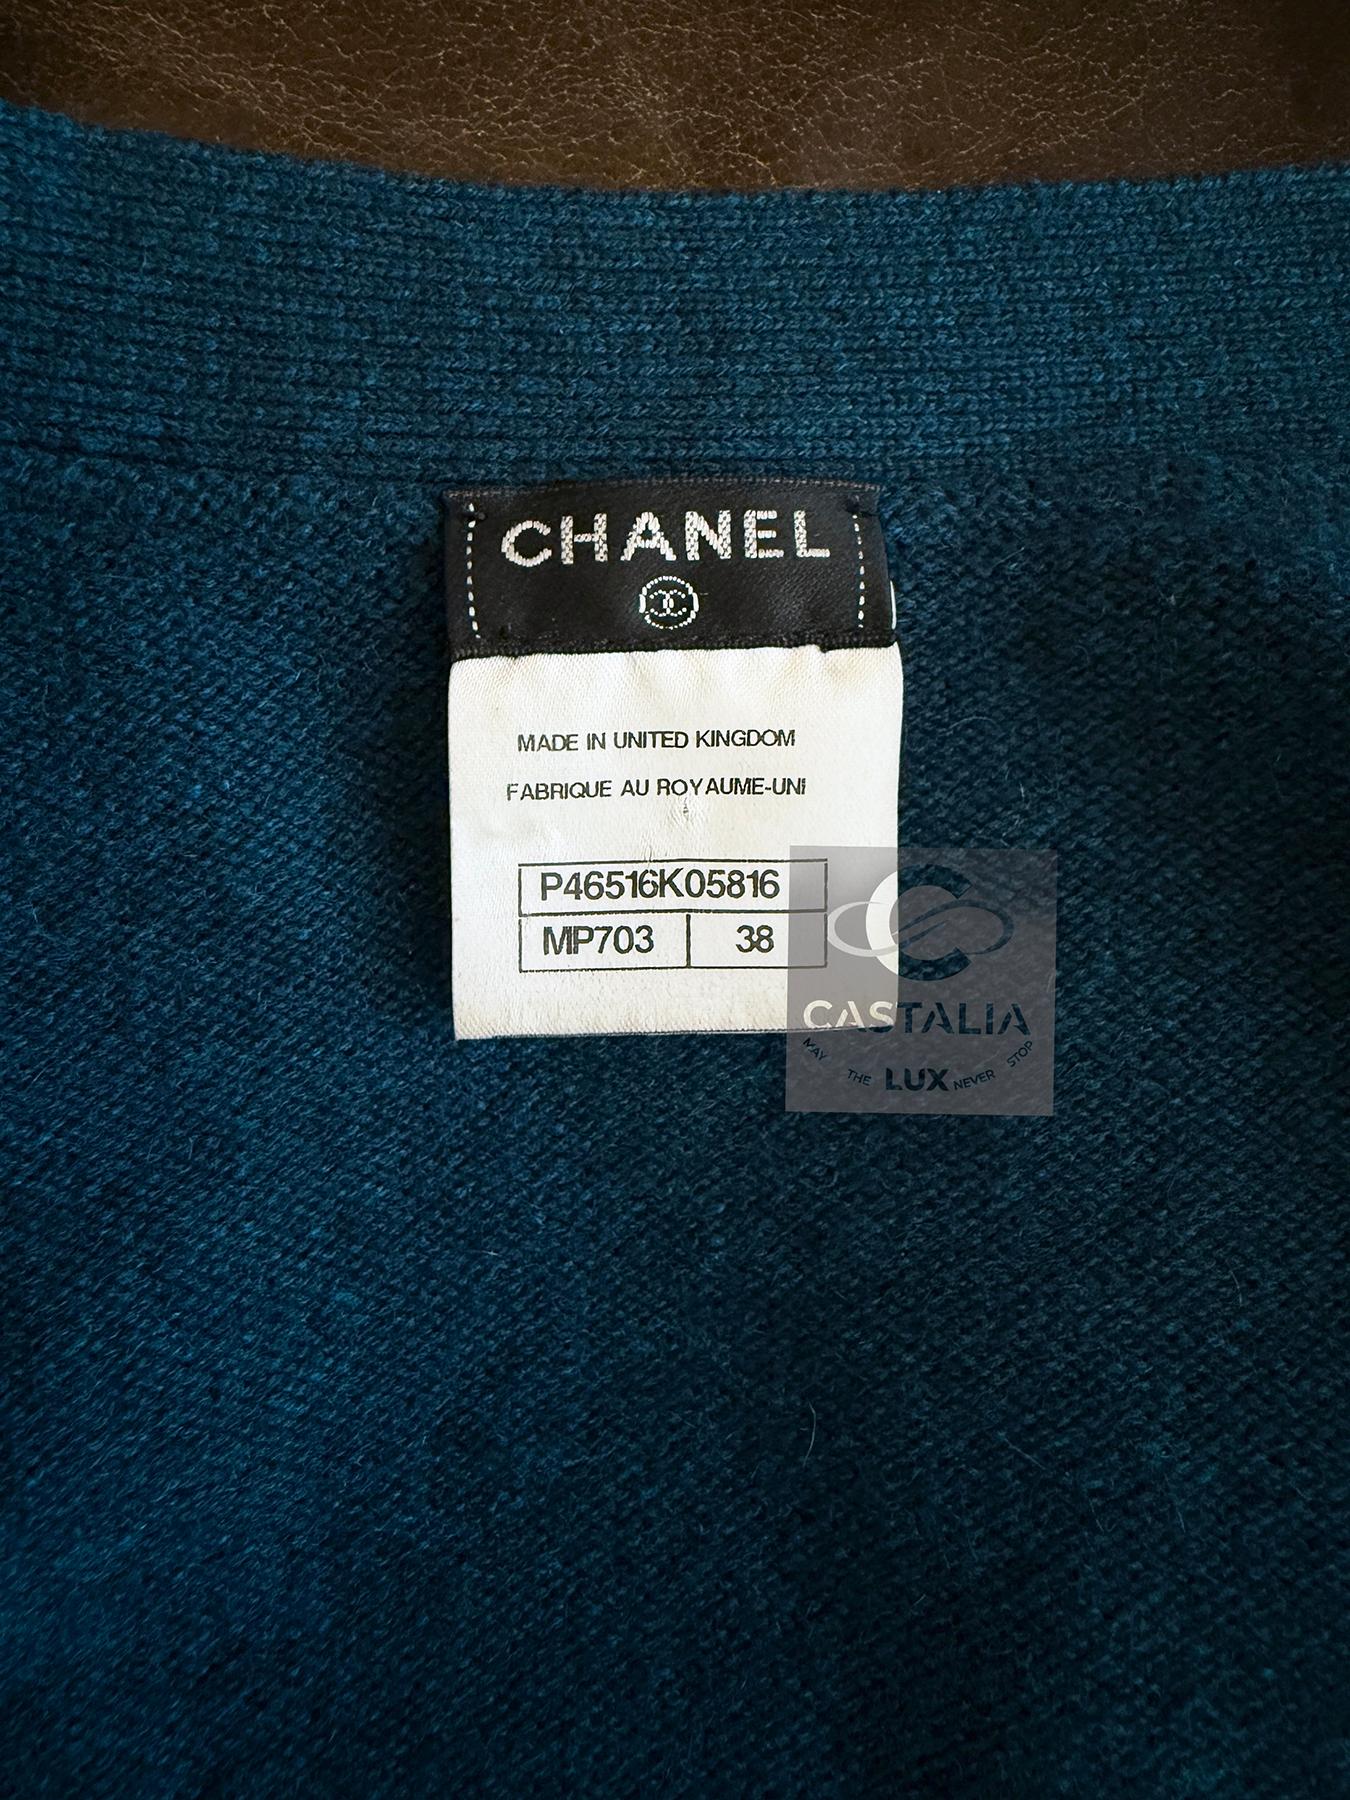 CHANEL
MADE IN UNITED KINGDOM
FABRIQUE AU ROYAUME-UNI
P46516K05816
MP703 38
CASTALIA
MAY THE LUX NEVER STOP